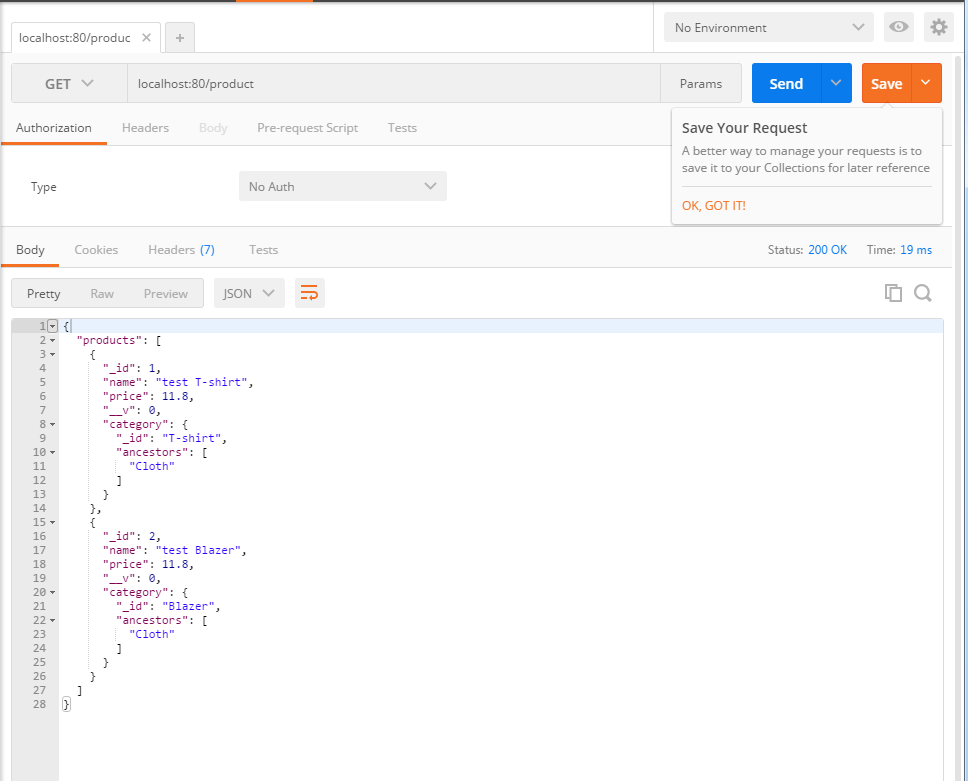 localhost:80/produc × +
No Environment
GET localhost:80/product Params Send Save
Authorization Headers Body Pre-request Script Tests
Save Your Request
A better way to manage your requests is to
save it to your Collections for later reference
OK, GOT IT!
Type No Auth
Body Cookies Headers (7) Tests Status: 200 OK Time: 19 ms
Pretty Raw Preview JSON
1 {
2 "products": [
3 {
4 "_id": 1,
5 "name": "test T-shirt",
6 "price": 11.8,
7 "__v": 0,
8 "category": {
9 "_id": "T-shirt",
10 "ancestors": [
11 "Cloth"
12 ]
13 }
14 },
15 {
16 "_id": 2,
17 "name": "test Blazer",
18 "price": 11.8,
19 "__v": 0,
20 "category": {
21 "_id": "Blazer",
22 "ancestors": [
23 "Cloth"
24 ]
25 }
26 }
27 ]
28 }